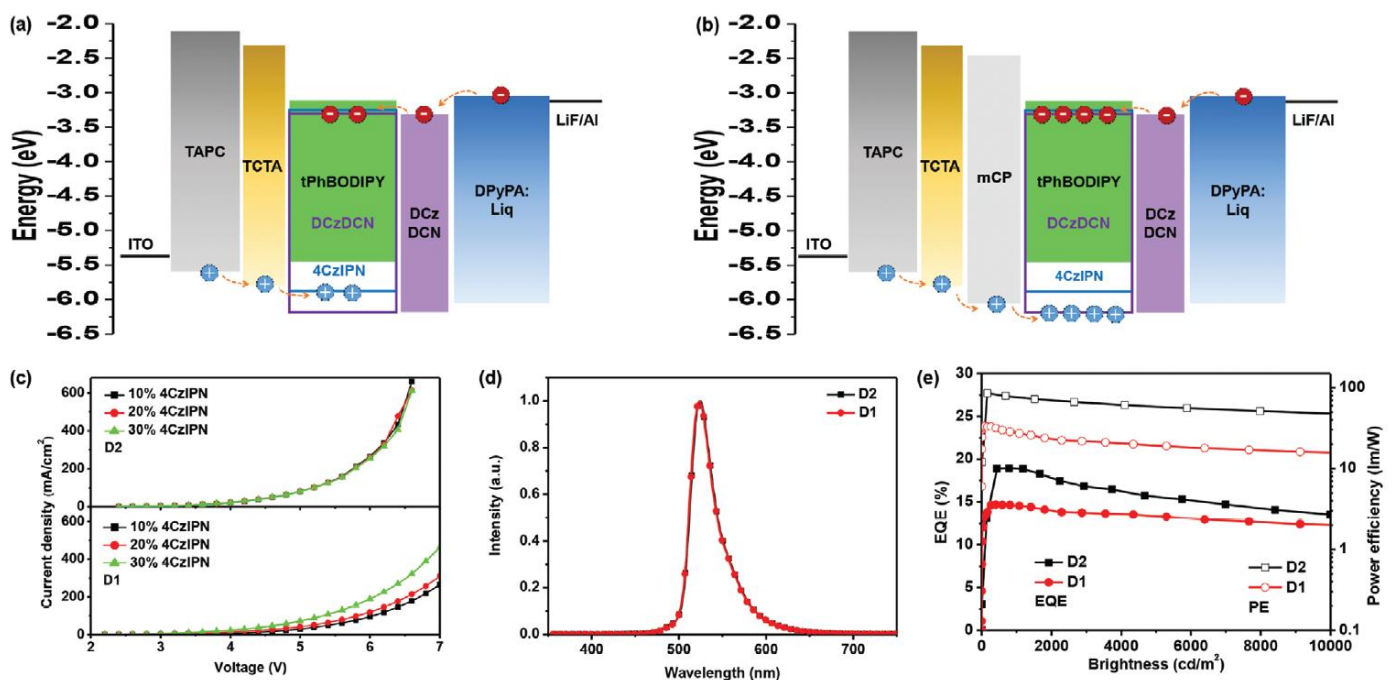 (a)
-2.0
-2.5
-3.0
-3.5
-4.0
-4.5
-5.0
-5.5
-6.0
-6.5
Energy (eV)
ITO
TAPC
TCTA
tPhBODIPY
DCzDCN
4CzIPN
DCz
DCN
DPyPA:
Liq
LiF/Al
(b)
-2.0
-2.5
-3.0
-3.5
-4.0
-4.5
-5.0
-5.5
-6.0
-6.5
Energy (eV)
ITO
TAPC
TCTA
mCP
tPhBODIPY
DCzDCN
4CzIPN
DCz
DCN
DPyPA:
Liq
LiF/Al
(c)
600
400
200
0
10% 4CzIPN
20% 4CzIPN
30% 4CzIPN
D2
600
400
200
0
10% 4CzIPN
20% 4CzIPN
30% 4CzIPN
D1
Current density (mA/cm²)
2 3 4 5 6 7
Voltage (V)
(d)
1.0
0.8
0.6
0.4
0.2
0.0
Intensity (a.u.)
D2
D1
400 500 600 700
Wavelength (nm)
(e)
30
25
20
15
10
5
0
EQE (%)
100
10
1
0.1
Power efficiency (lm/W)
D2
D1
EQE
D2
D1
PE
0 2000 4000 6000 8000 10000
Brightness (cd/m²)